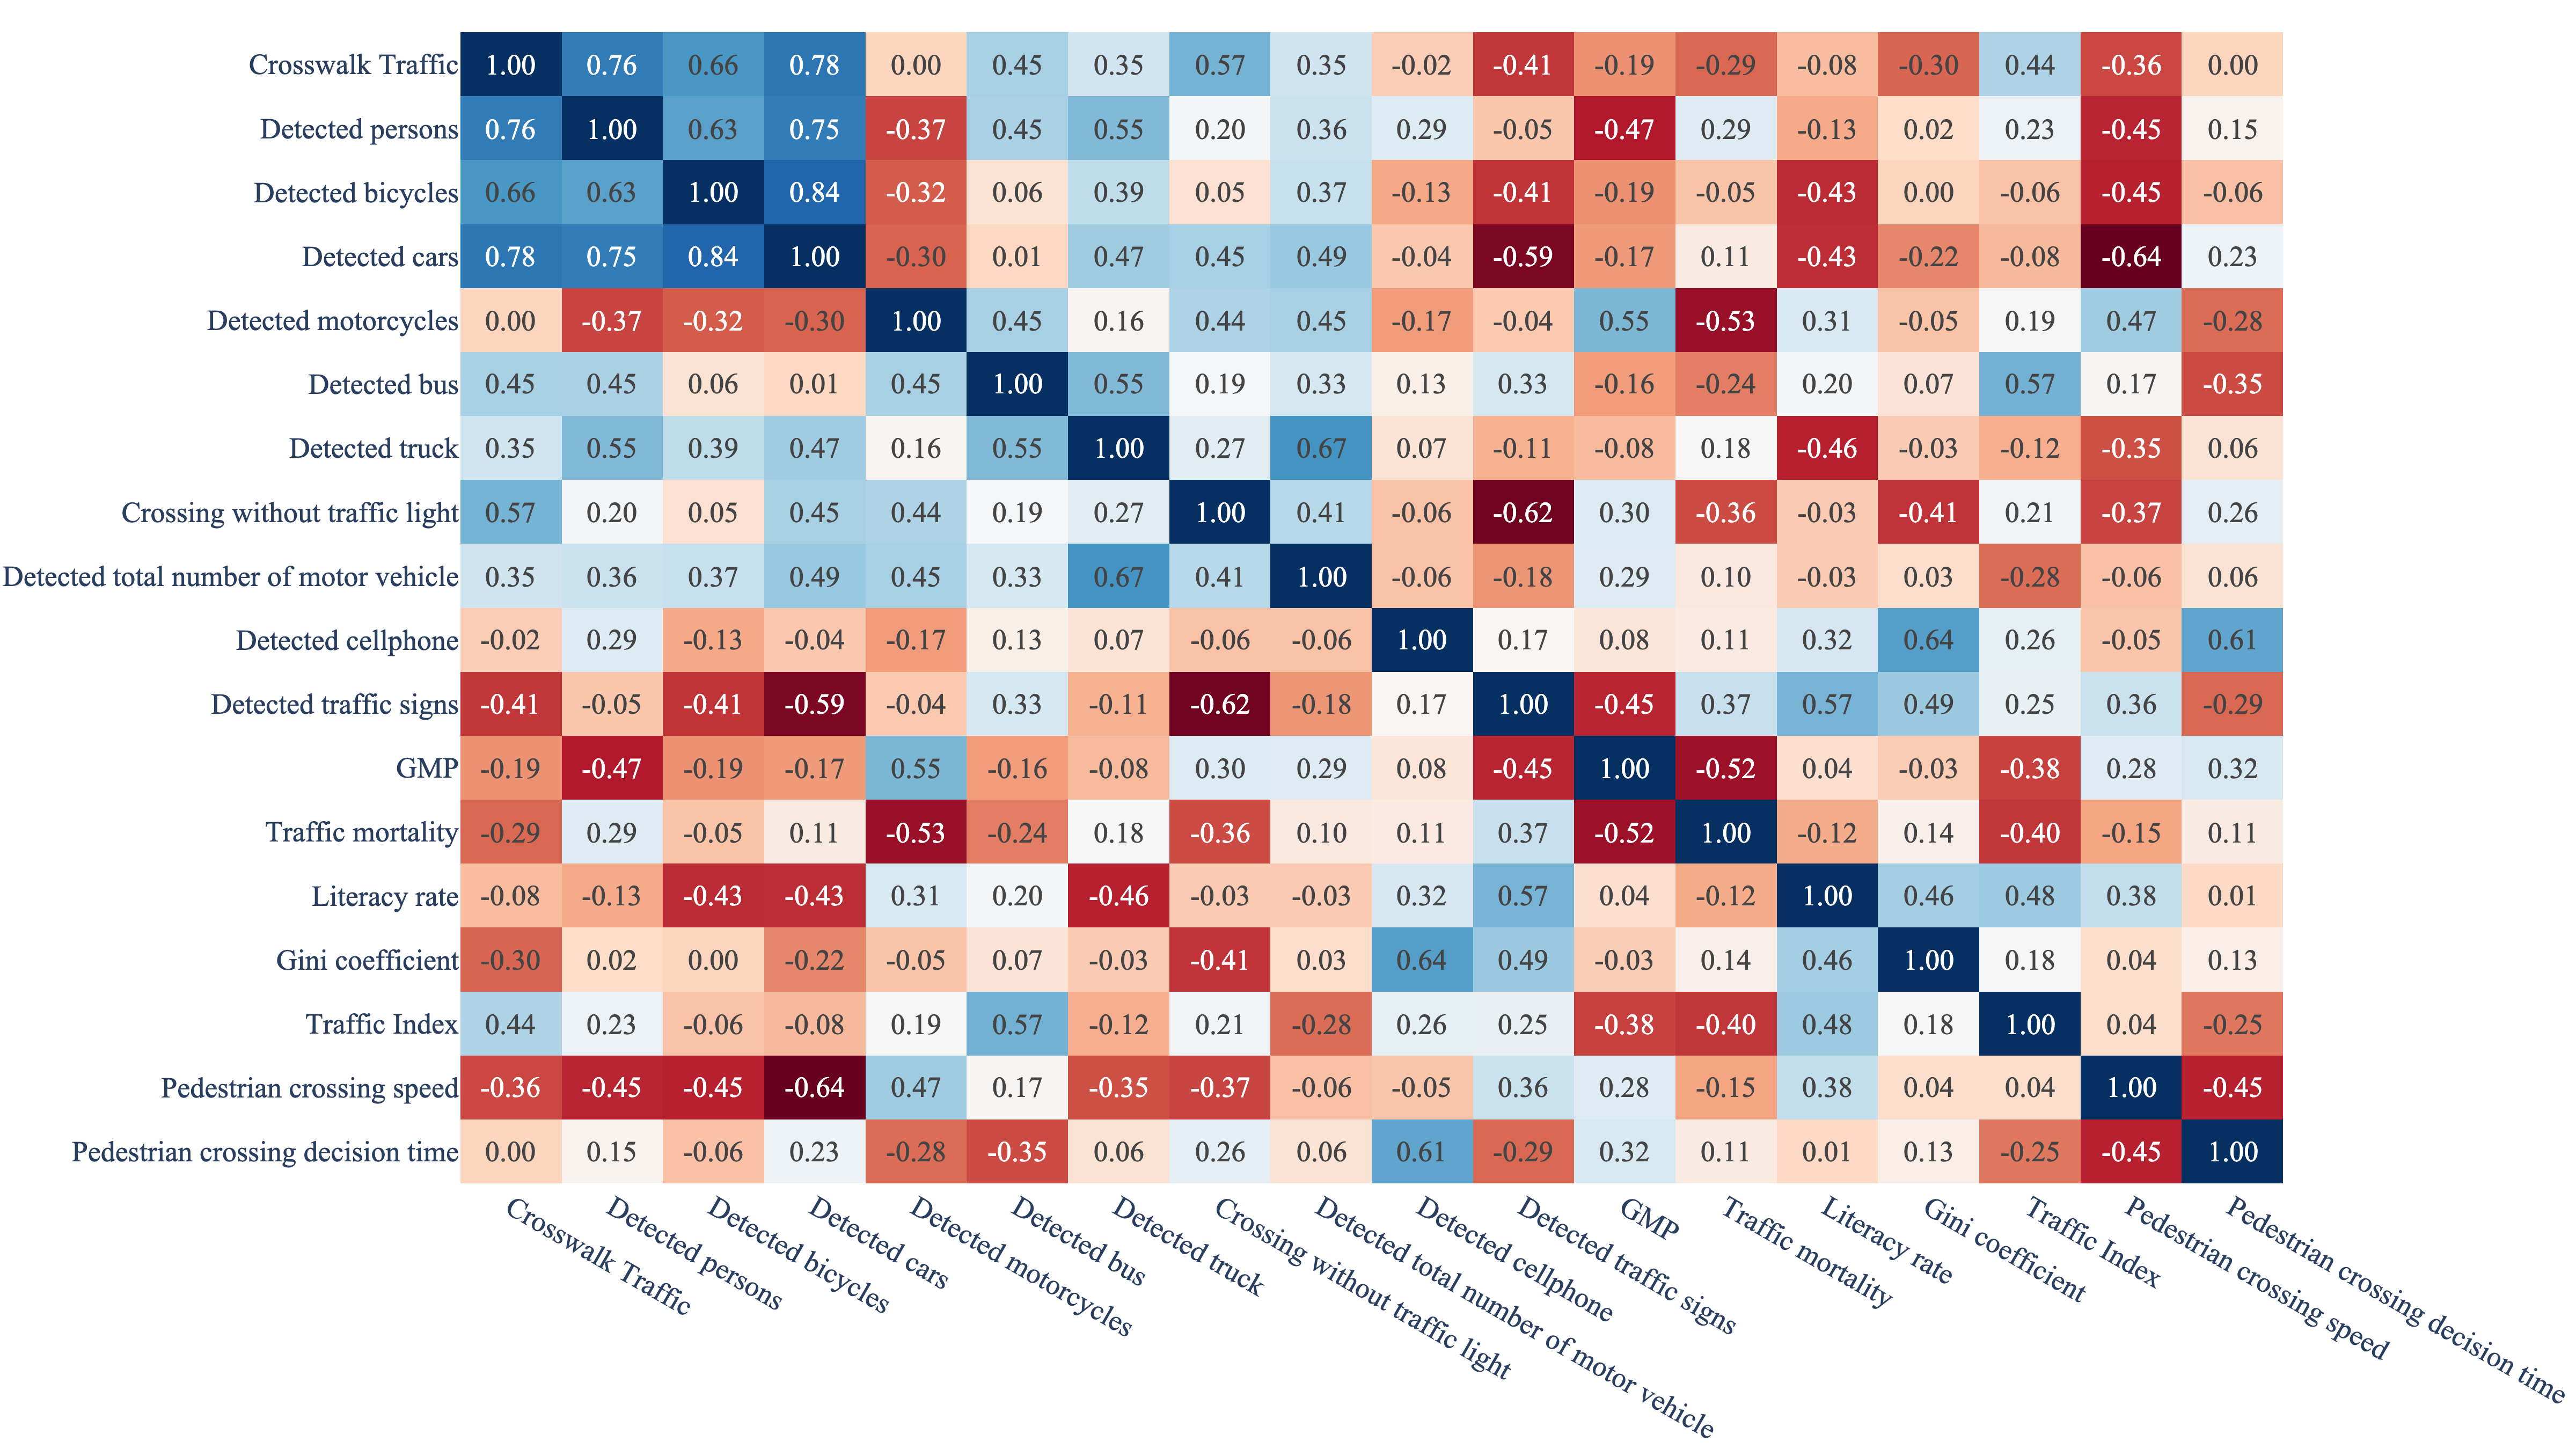 Crosswalk Traffic 1.00 0.76 0.66 0.78 0.00 0.45 0.35 0.57 0.35 -0.02 -0.41 -0.19 -0.29 -0.08 -0.30 0.44 -0.36 0.00
Detected persons 0.76 1.00 0.63 0.75 -0.37 0.45 0.55 0.20 0.36 0.29 -0.05 -0.47 0.29 -0.13 0.02 0.23 -0.45 0.15
Detected bicycles 0.66 0.63 1.00 0.84 -0.32 0.06 0.39 0.05 0.37 -0.13 -0.41 -0.19 -0.05 -0.43 0.00 -0.06 -0.45 -0.06
Detected cars 0.78 0.75 0.84 1.00 -0.30 0.01 0.47 0.45 0.49 -0.04 -0.59 -0.17 0.11 -0.43 -0.22 -0.08 -0.64 0.23
Detected motorcycles 0.00 -0.37 -0.32 -0.30 1.00 0.45 0.16 0.44 0.45 -0.17 -0.04 0.55 -0.53 0.31 -0.05 0.19 0.47 -0.28
Detected bus 0.45 0.45 0.06 0.01 0.45 1.00 0.55 0.19 0.33 0.13 0.33 -0.16 -0.24 0.20 0.07 0.57 0.17 -0.35
Detected truck 0.35 0.55 0.39 0.47 0.16 0.55 1.00 0.27 0.67 0.07 -0.11 -0.08 0.18 -0.46 -0.03 -0.12 -0.35 0.06
Crossing without traffic light 0.57 0.20 0.05 0.45 0.44 0.19 0.27 1.00 0.41 -0.06 -0.62 0.30 -0.36 -0.03 -0.41 0.21 -0.37 0.26
Detected total number of motor vehicle 0.35 0.36 0.37 0.49 0.45 0.33 0.67 0.41 1.00 -0.06 -0.18 0.29 0.10 -0.03 0.03 -0.28 -0.06 0.06
Detected cellphone -0.02 0.29 -0.13 -0.04 -0.17 0.13 0.07 -0.06 -0.06 1.00 0.17 0.08 0.11 0.32 0.64 0.26 -0.05 0.61
Detected traffic signs -0.41 -0.05 -0.41 -0.59 -0.04 0.33 -0.11 -0.62 -0.18 0.17 1.00 -0.45 0.37 0.57 0.49 0.25 0.36 -0.29
GMP -0.19 -0.47 -0.19 -0.17 0.55 -0.16 -0.08 0.30 0.29 0.08 -0.45 1.00 -0.52 0.04 -0.03 -0.38 0.28 0.32
Traffic mortality -0.29 0.29 -0.05 0.11 -0.53 -0.24 0.18 -0.36 0.10 0.11 0.37 -0.52 1.00 -0.12 0.14 -0.40 -0.15 0.11
Literacy rate -0.08 -0.13 -0.43 -0.43 0.31 0.20 -0.46 -0.03 -0.03 0.32 0.57 0.04 -0.12 1.00 0.46 0.48 0.38 0.01
Gini coefficient -0.30 0.02 0.00 -0.22 -0.05 0.07 -0.03 -0.41 0.03 0.64 0.49 -0.03 0.14 0.46 1.00 0.18 0.04 0.13
Traffic Index 0.44 0.23 -0.06 -0.08 0.19 0.57 -0.12 0.21 -0.28 0.26 0.25 -0.38 -0.40 0.48 0.18 1.00 0.04 -0.25
Pedestrian crossing speed -0.36 -0.45 -0.45 -0.64 0.47 0.17 -0.35 -0.37 -0.06 -0.05 0.36 0.28 -0.15 0.38 0.04 0.04 1.00 -0.45
Pedestrian crossing decision time 0.00 0.15 -0.06 0.23 -0.28 -0.35 0.06 0.26 0.06 0.61 -0.29 0.32 0.11 0.01 0.13 -0.25 -0.45 1.00
Crosswalk Traffic
Detected persons
Detected bicycles
Detected cars
Detected motorcycles
Detected bus
Detected truck
Crossing without traffic light
Detected total number of motor vehicle
Detected cellphone
Detected traffic signs
GMP
Traffic mortality
Literacy rate
Gini coefficient
Traffic Index
Pedestrian crossing speed
Pedestrian crossing decision time